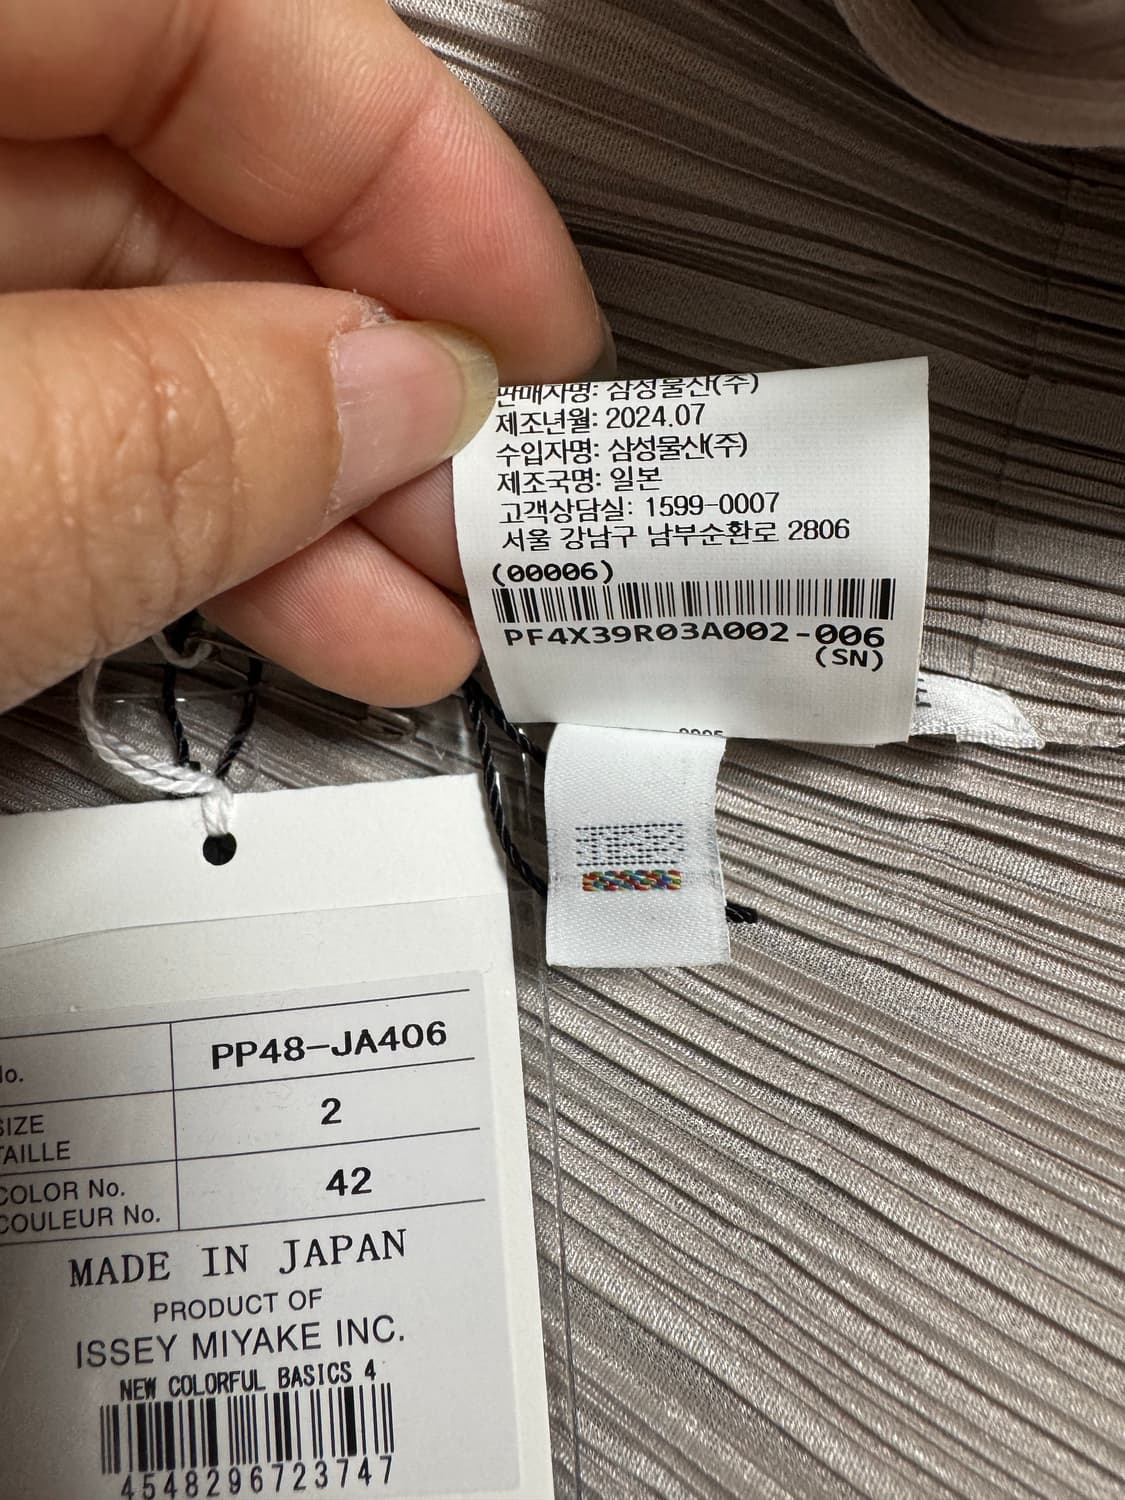 판매자명: 삼성물산(주)
제조년월: 2024.07
수입자명: 삼성물산(주)
제조국명: 일본
고객상담실: 1599-0007
서울 강남구 남부순환로 2806
(00006)
PF4X39R03A002-006
(SN)
No.
PP48-JA406
SIZE
TAILLE
2
COLOR No.
COULEUR No.
42
MADE IN JAPAN
PRODUCT OF
ISSEY MIYAKE INC.
NEW COLORFUL BASICS 4
4548296723747